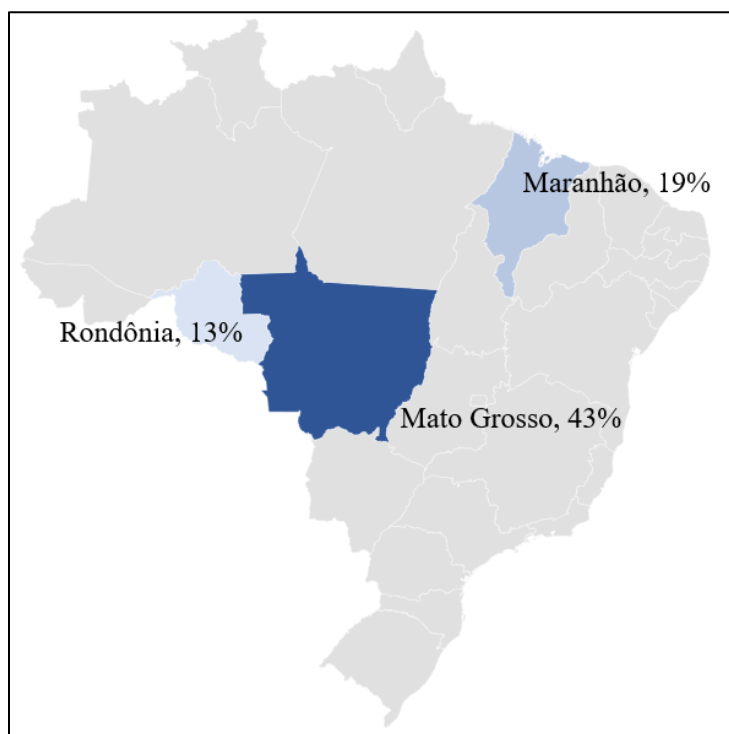 Maranhão, 19%
Rondônia, 13%
Mato Grosso, 43%